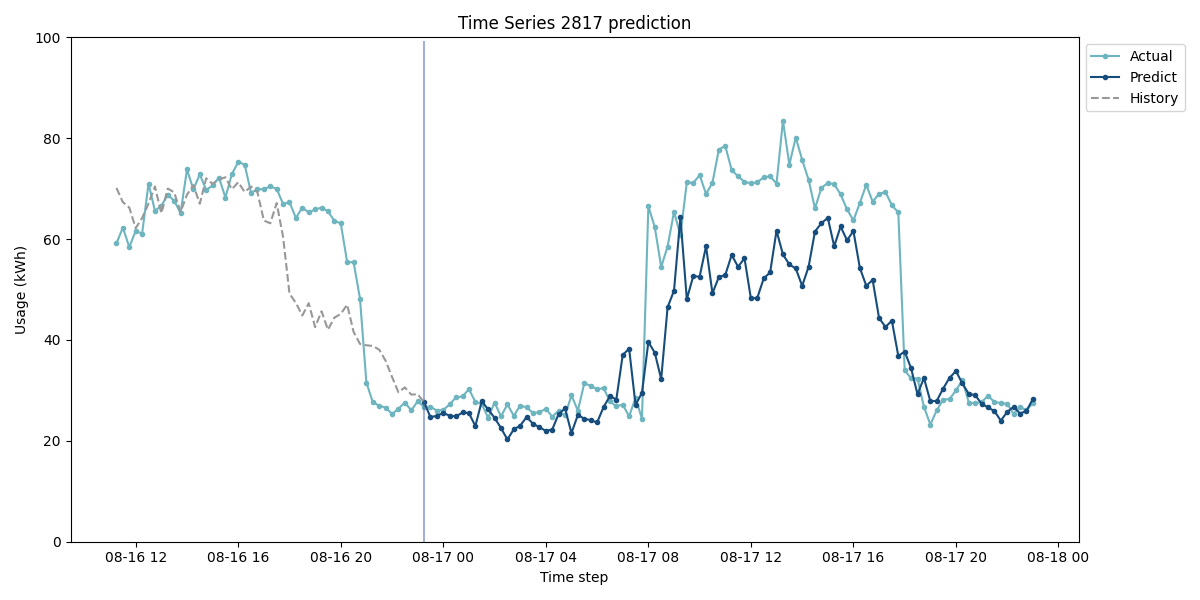 Time Series 2817 prediction
100
80
60
40
20
0
Usage (kWh)
08-16 12
08-16 16
08-16 20
08-17 00
08-17 04
08-17 08
08-17 12
08-17 16
08-17 20
08-18 00
Time step
Actual
Predict
History